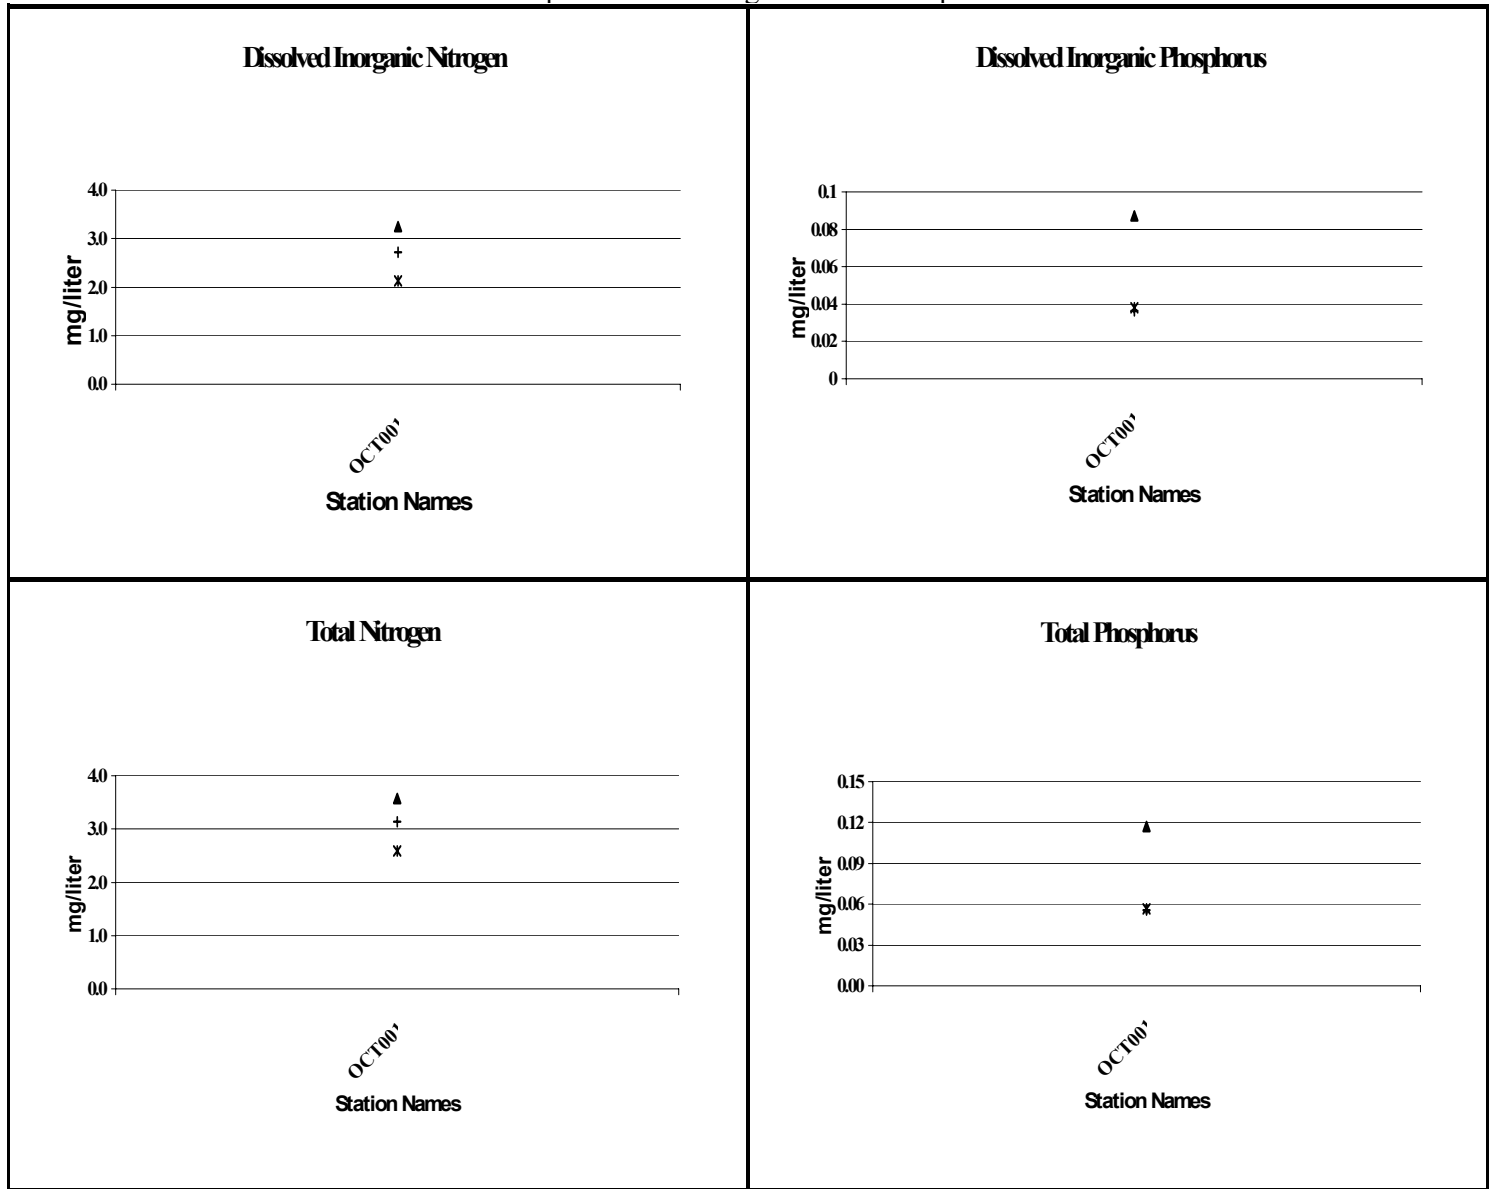 Dissolved Inorganic Nitrogen
4.0
3.0
2.0
1.0
0.0
mg/liter
OCT00'
Station Names
Dissolved Inorganic Phosphorus
0.1
0.08
0.06
0.04
0.02
0
mg/liter
OCT00'
Station Names
Total Nitrogen
4.0
3.0
2.0
1.0
0.0
mg/liter
OCT00'
Station Names
Total Phosphorus
0.15
0.12
0.09
0.06
0.03
0.00
mg/liter
OCT00'
Station Names